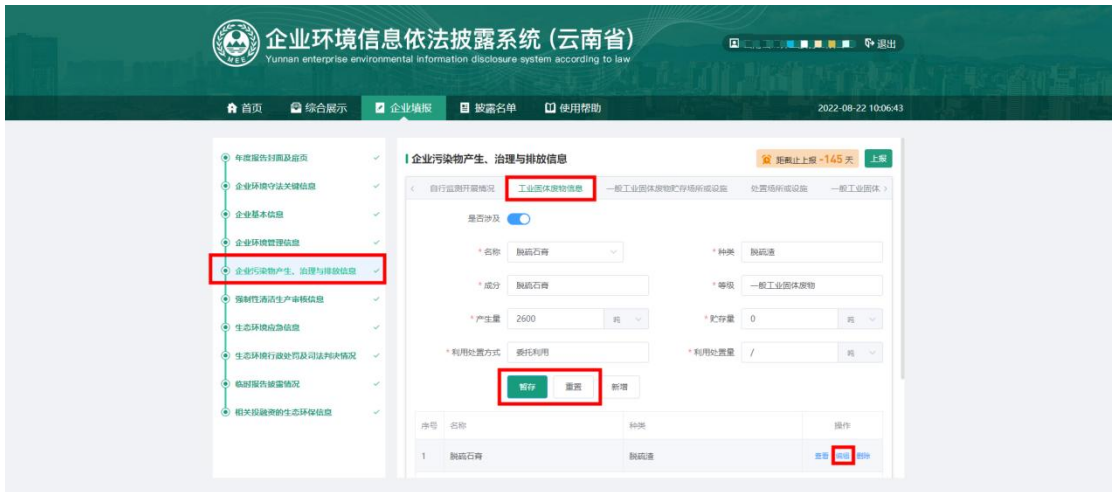 企业环境信息依法披露系统 (云南省)
MEE
Yunnan enterprise environmental information disclosure system according to law
退出
首页 综合展示 企业填报 披露名单 使用帮助 2022-08-22 10:06:43
年度报告封面及扉页
企业环境守法关键信息
企业基本信息
企业环境管理信息
企业污染物产生、治理与排放信息
强制性清洁生产审核信息
生态环境应急信息
生态环境行政处罚及司法判决情况
临时报告披露情况
相关投融资的生态环保信息
企业污染物产生、治理与排放信息 距截止上报 -145 天 上报
自行监测开展情况 工业固体废物信息 一般工业固体废物贮存场所或设施 处置场所或设施 一般工业固体
是否涉及
* 名称 脱硫石膏 * 种类 脱硫渣
* 成分 脱硫石膏 * 等级 一般工业固体废物
* 产生量 2600 吨 * 贮存量 0 吨
* 利用处置方式 委托利用 * 利用处置量 / 吨
暂存 重置 新增
序号 名称 种类 操作
1 脱硫石膏 脱硫渣 查看 编辑 删除